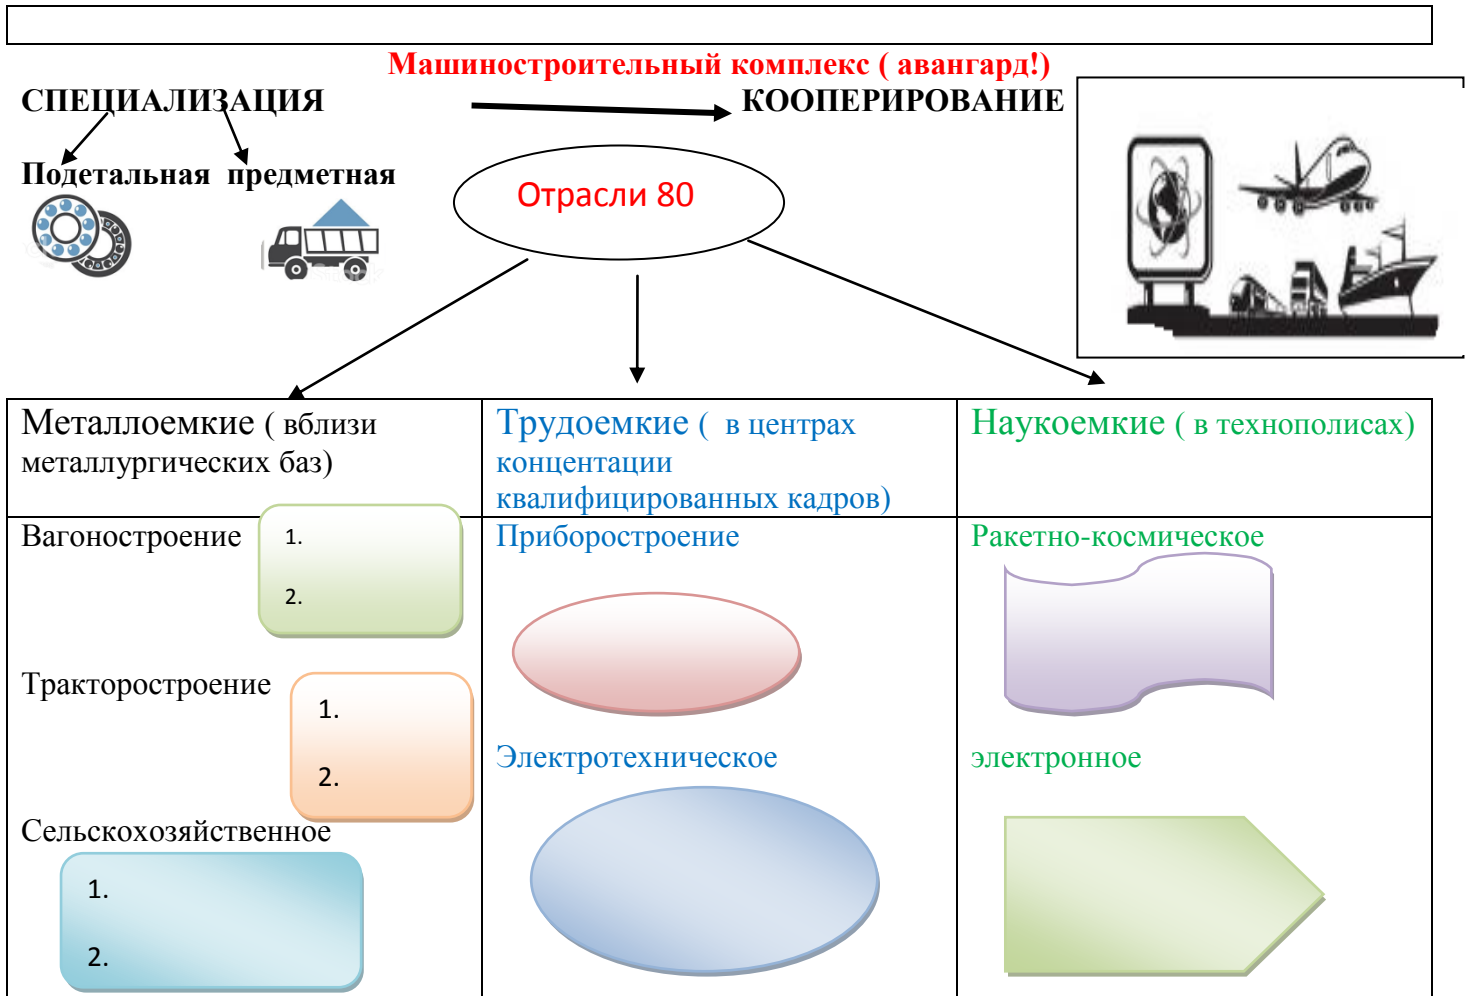 Машиностроительный комплекс ( авангард!)
СПЕЦИАЛИЗАЦИЯ КООПЕРИРОВАНИЕ
Подетальная предметная
Отрасли 80
Металлоемкие ( вблизи
металлургических баз)
Трудоемкие ( в центрах
концентации
квалифицированных кадров)
Наукоемкие ( в технополисах)
Вагоностроение
1.
2.
Тракторостроение
1.
2.
Сельскохозяйственное
1.
2.
Приборостроение
Электротехническое
Ракетно-космическое
электронное